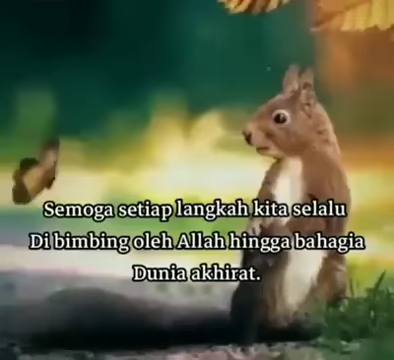 Semoga setiap langkah kita selalu
Di bimbing oleh Allah hingga bahagia
Dunia akhirat.